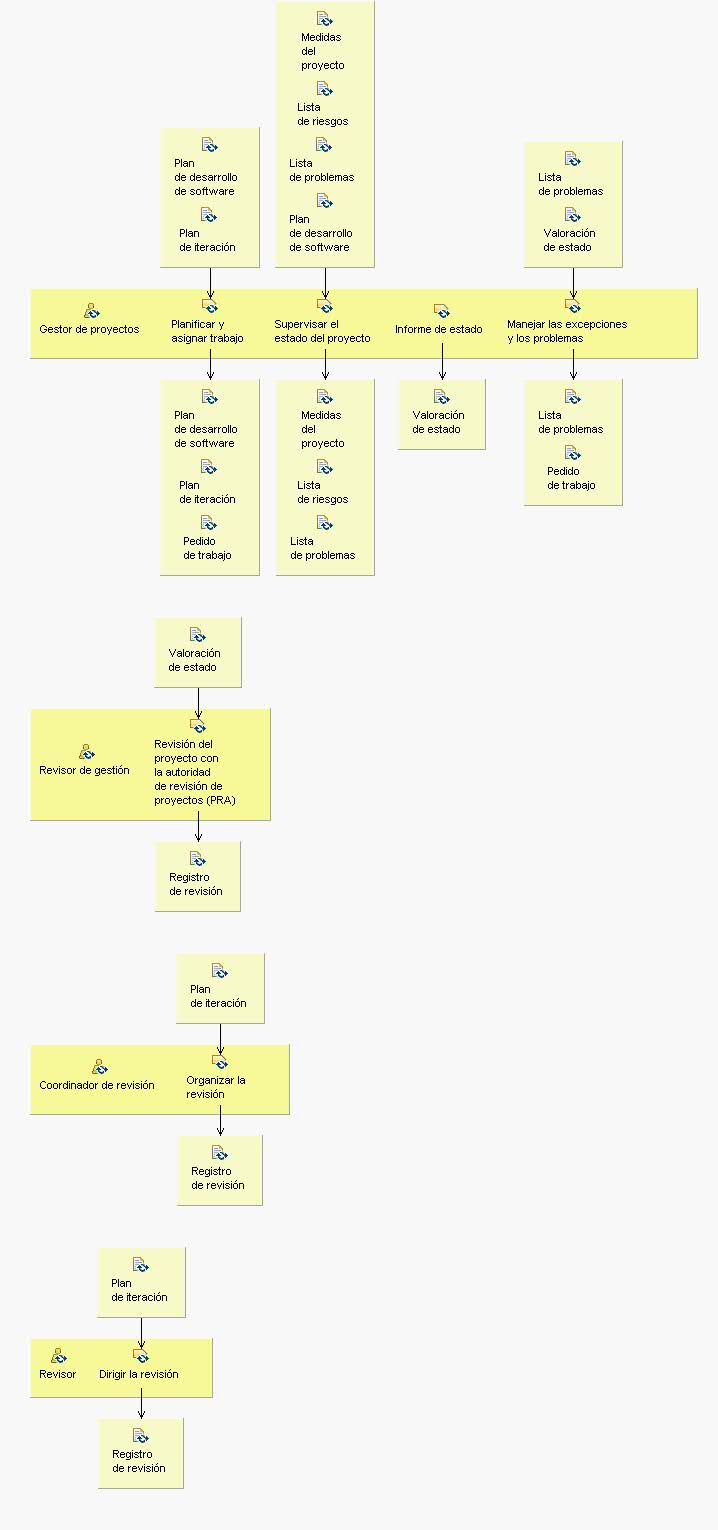 Medidas
del
proyecto
Lista
de riesgos
Lista
de problemas
Plan
de desarrollo
de software
Plan
de desarrollo
de software
Plan
de iteración
Lista
de problemas
Valoración
de estado
Gestor de proyectos
Planificar y
asignar trabajo
Supervisar el
estado del proyecto
Informe de estado
Manejar las excepciones
y los problemas
Plan
de desarrollo
de software
Plan
de iteración
Pedido
de trabajo
Medidas
del
proyecto
Lista
de riesgos
Lista
de problemas
Valoración
de estado
Lista
de problemas
Pedido
de trabajo
Valoración
de estado
Revisor de gestión
Revisión del
proyecto con
la autoridad
de revisión de
proyectos (PRA)
Registro
de revisión
Plan
de iteración
Coordinador de revisión
Organizar la
revisión
Registro
de revisión
Plan
de iteración
Revisor
Dirigir la revisión
Registro
de revisión